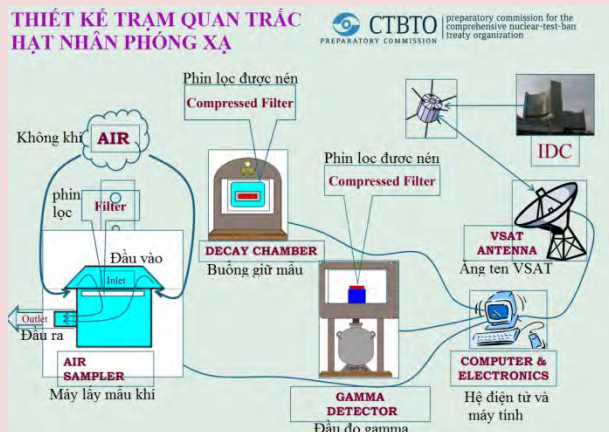 THIẾT KẾ TRẠM QUAN TRẮC
HẠT NHÂN PHÓNG XẠ
CTBTO
PREPARATORY COMMISSION
preparatory commission for the
comprehensive nuclear-test-ban
treaty organization
Phin lọc được nén
Compressed Filter
Không khí
AIR
IDC
Phin loc đươc nén
Compressed Filter
phin
lọc
Filter
DECAY CHAMBER
Buồng giữ mẫu
VSAT
ANTENNA
Ăng ten VSAT
Đầu vào
Inlet
Outlet
Đầu ra
AIR
SAMPLER
Máy lấy mẫu khí
COMPUTER &
ELECTRONICS
Hệ điện tử và
máy tính
GAMMA
DETECTOR
Đầu đo gamma